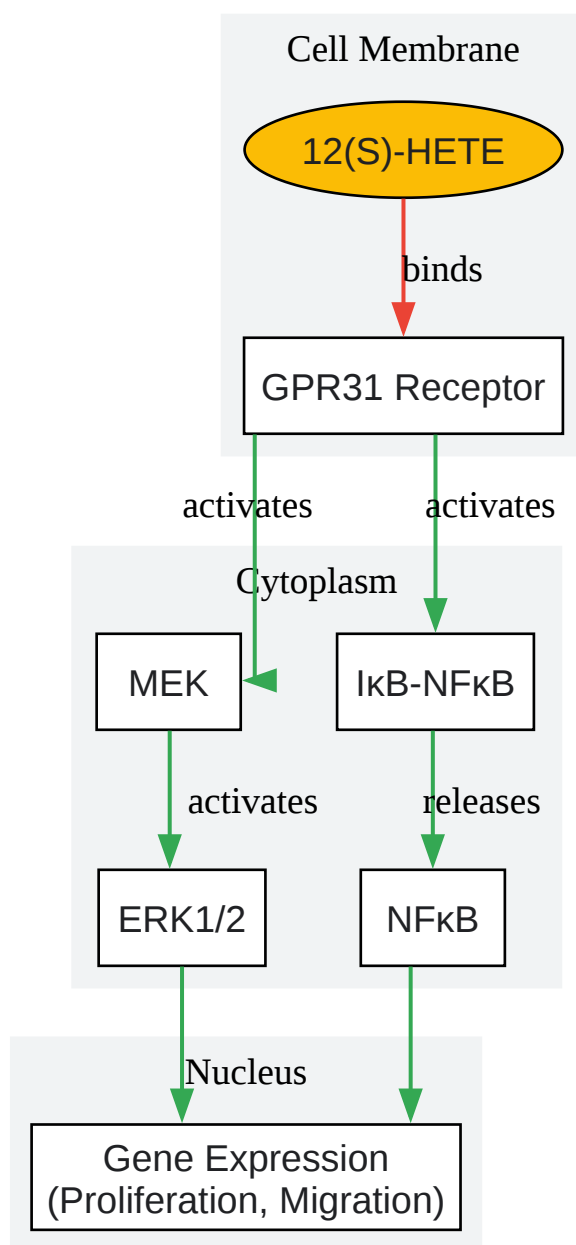 Cell Membrane
12(S)-HETE
binds
GPR31 Receptor
activates
activates
Cytoplasm
MEK
IκB-NFκB
activates
releases
ERK1/2
NFκB
Nucleus
Gene Expression
(Proliferation, Migration)